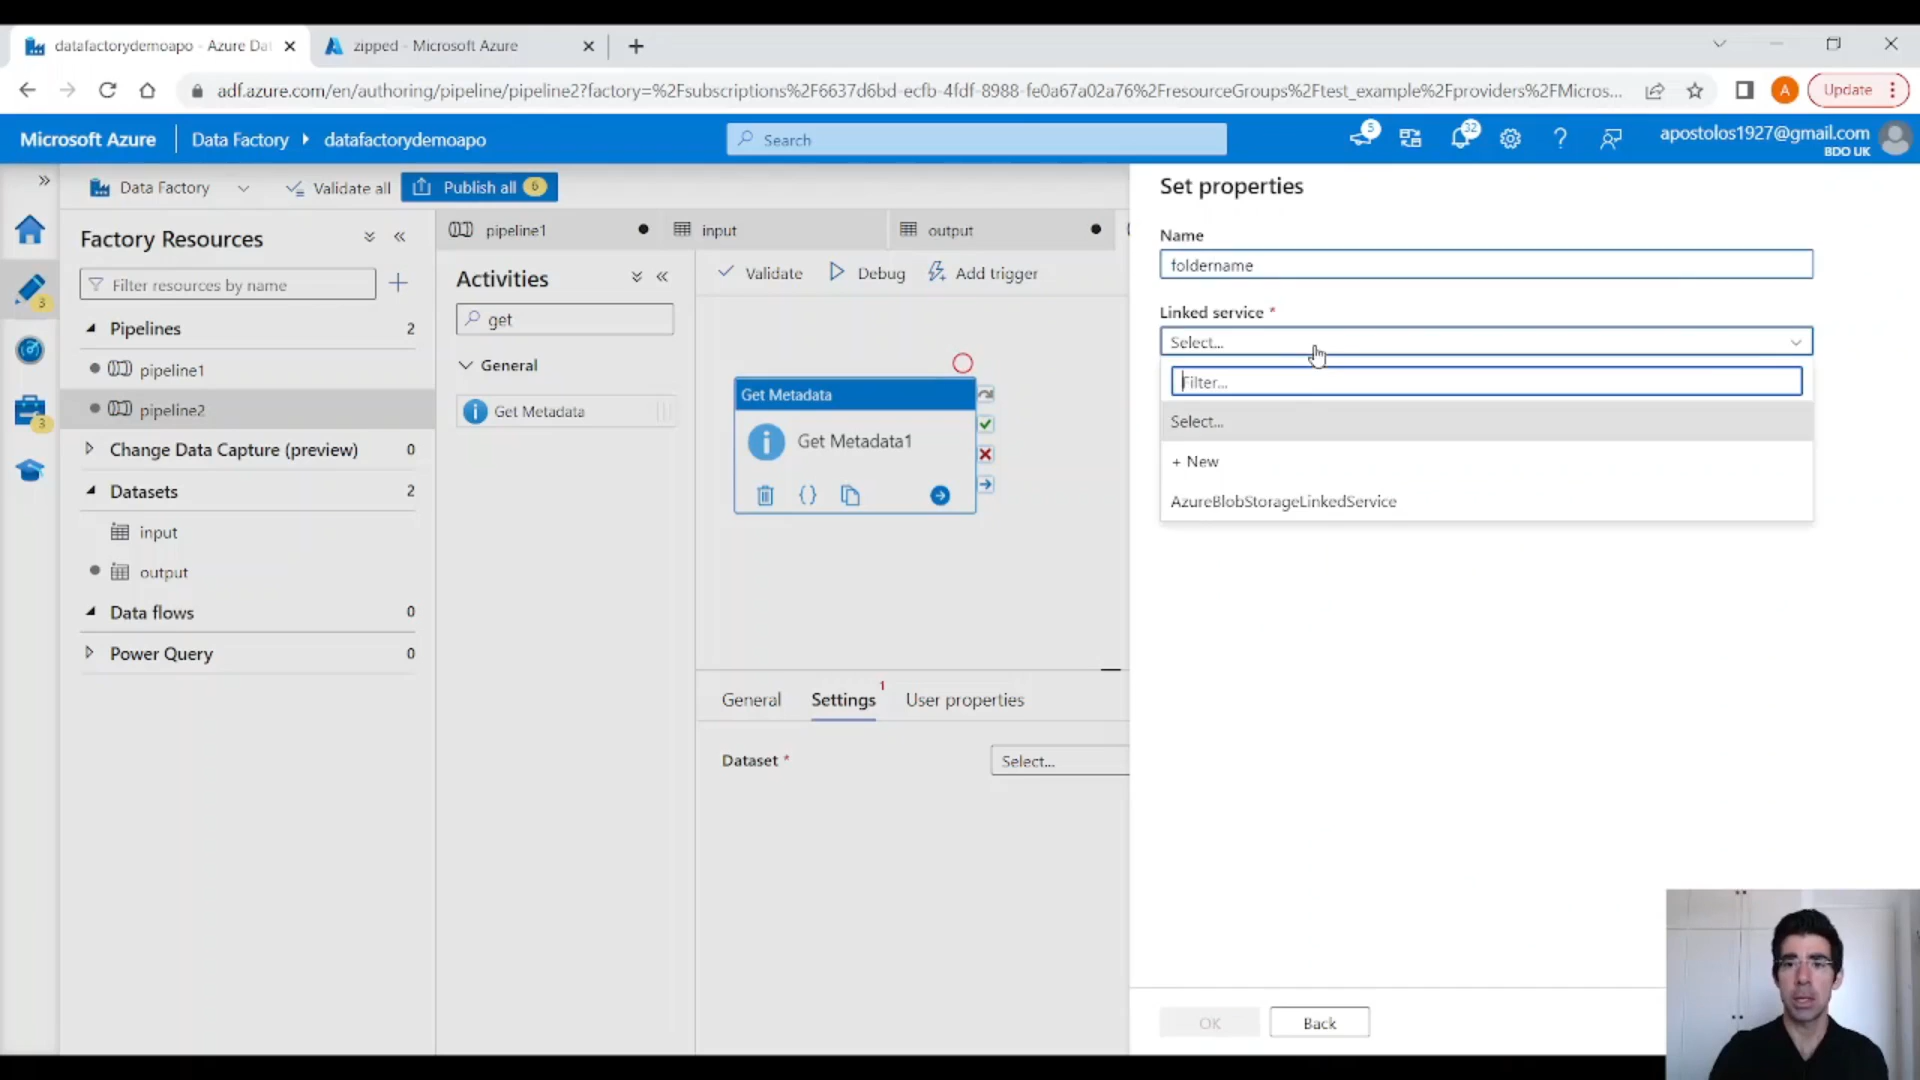 datafactorydemoapo - Azure Dat
zipped - Microsoft Azure
adf.azure.com/en/authoring/pipeline/pipeline2?factory=%2Fsubscriptions%2F6637d6bd-ecfb-4fdf-8988-fe0a67a02a76%2FresourceGroups%2Ftest_example%2Fproviders%2FMicros...
A
Update
Microsoft Azure
Data Factory
datafactorydemoapo
Search
5
32
apostolos1927@gmail.com
BDO UK
Data Factory
Validate all
Publish all 6
Factory Resources
Filter resources by name
Pipelines 2
pipeline1
pipeline2
Change Data Capture (preview) 0
Datasets 2
input
output
Data flows 0
Power Query 0
3
3
pipeline1
input
output
Activities
get
General
Get Metadata
Validate
Debug
Add trigger
Get Metadata
Get Metadata1
General
Settings 1
User properties
Dataset *
Select...
Set properties
Name
foldername
Linked service *
Select...
Filter...
Select...
+ New
AzureBlobStorageLinkedService
OK
Back